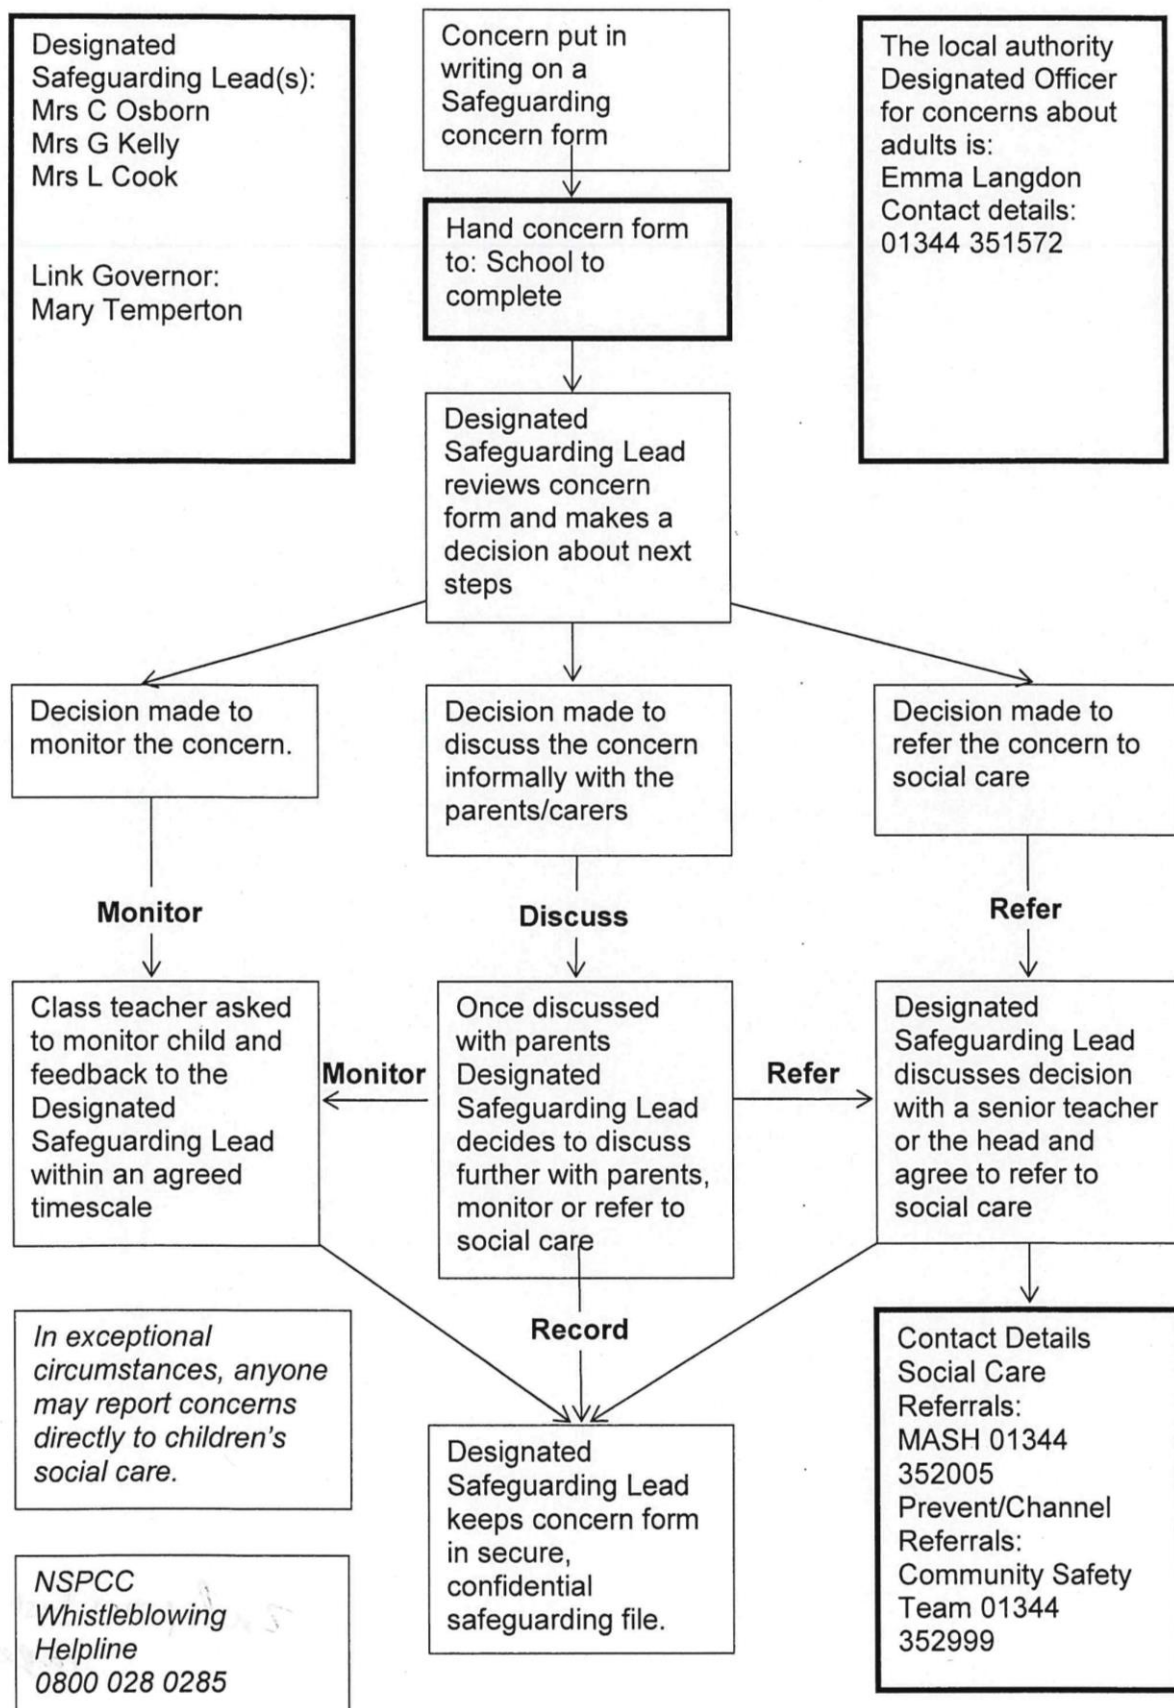 Designated
Safeguarding Lead(s):
Mrs C Osborn
Mrs G Kelly
Mrs L Cook
Link Governor:
Mary Temperton
Concern put in
writing on a
Safeguarding
concern form
The local authority
Designated Officer
for concerns about
adults is:
Emma Langdon
Contact details:
01344 351572
Hand concern form
to: School to
complete
Designated
Safeguarding Lead
reviews concern
form and makes a
decision about next
steps
Decision made to
monitor the concern.
Decision made to
discuss the concern
informally with the
parents/carers
Decision made to
refer the concern to
social care
Monitor
Discuss
Refer
Class teacher asked
to monitor child and
feedback to the
Designated
Safeguarding Lead
within an agreed
timescale
Monitor
Once discussed
with parents
Designated
Safeguarding Lead
decides to discuss
further with parents,
monitor or refer to
social care
Refer
Designated
Safeguarding Lead
discusses decision
with a senior teacher
or the head and
agree to refer to
social care
Record
In exceptional
circumstances, anyone
may report concerns
directly to children's
social care.
Designated
Safeguarding Lead
keeps concern form
in secure,
confidential
safeguarding file.
Contact Details
Social Care
Referrals:
MASH 01344
352005
Prevent/Channel
Referrals:
Community Safety
Team 01344
352999
NSPCC
Whistleblowing
Helpline
0800 028 0285